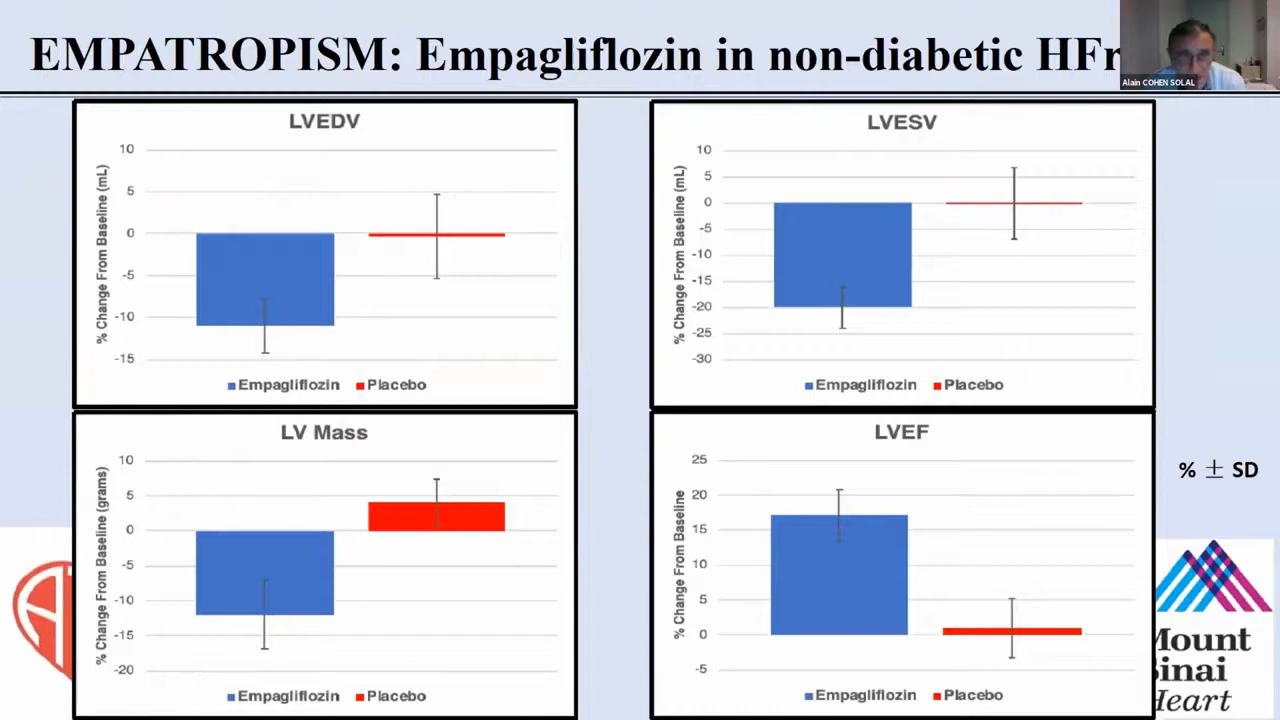 EMPATROPISM: Empagliflozin in non-diabetic HFr
Alain COHEN SOLAL
LVEDV
% Change From Baseline (mL)
10
5
0
-5
-10
-15
Empagliflozin Placebo
LVESV
% Change From Baseline (mL)
10
5
0
-5
-10
-15
-20
-25
-30
Empagliflozin Placebo
LV Mass
% Change From Baseline (grams)
10
5
0
-5
-10
-15
-20
Empagliflozin Placebo
LVEF
% Change From Baseline
25
20
15
10
5
0
-5
Empagliflozin Placebo
% ± SD
Mount
Sinai
Heart